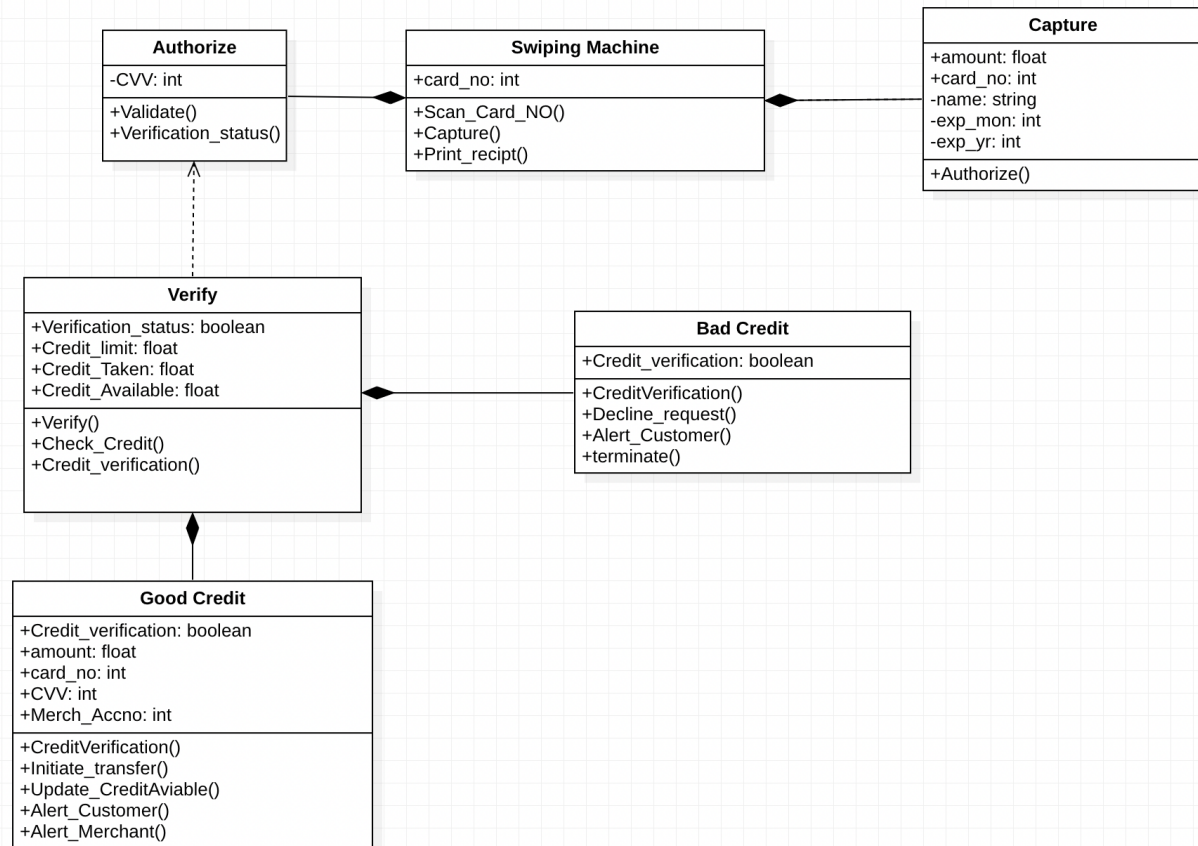 Authorize
-CVV: int
+Validate()
+Verification_status()
Swiping Machine
+card_no: int
+Scan_Card_NO()
+Capture()
+Print_recipt()
Capture
+amount: float
+card_no: int
-name: string
-exp_mon: int
-exp_yr: int
+Authorize()
Verify
+Verification_status: boolean
+Credit_limit: float
+Credit_Taken: float
+Credit_Available: float
+Verify()
+Check_Credit()
+Credit_verification()
Bad Credit
+Credit_verification: boolean
+CreditVerification()
+Decline_request()
+Alert_Customer()
+terminate()
Good Credit
+Credit_verification: boolean
+amount: float
+card_no: int
+CVV: int
+Merch_Accno: int
+CreditVerification()
+Initiate_transfer()
+Update_CreditAviable()
+Alert_Customer()
+Alert_Merchant()